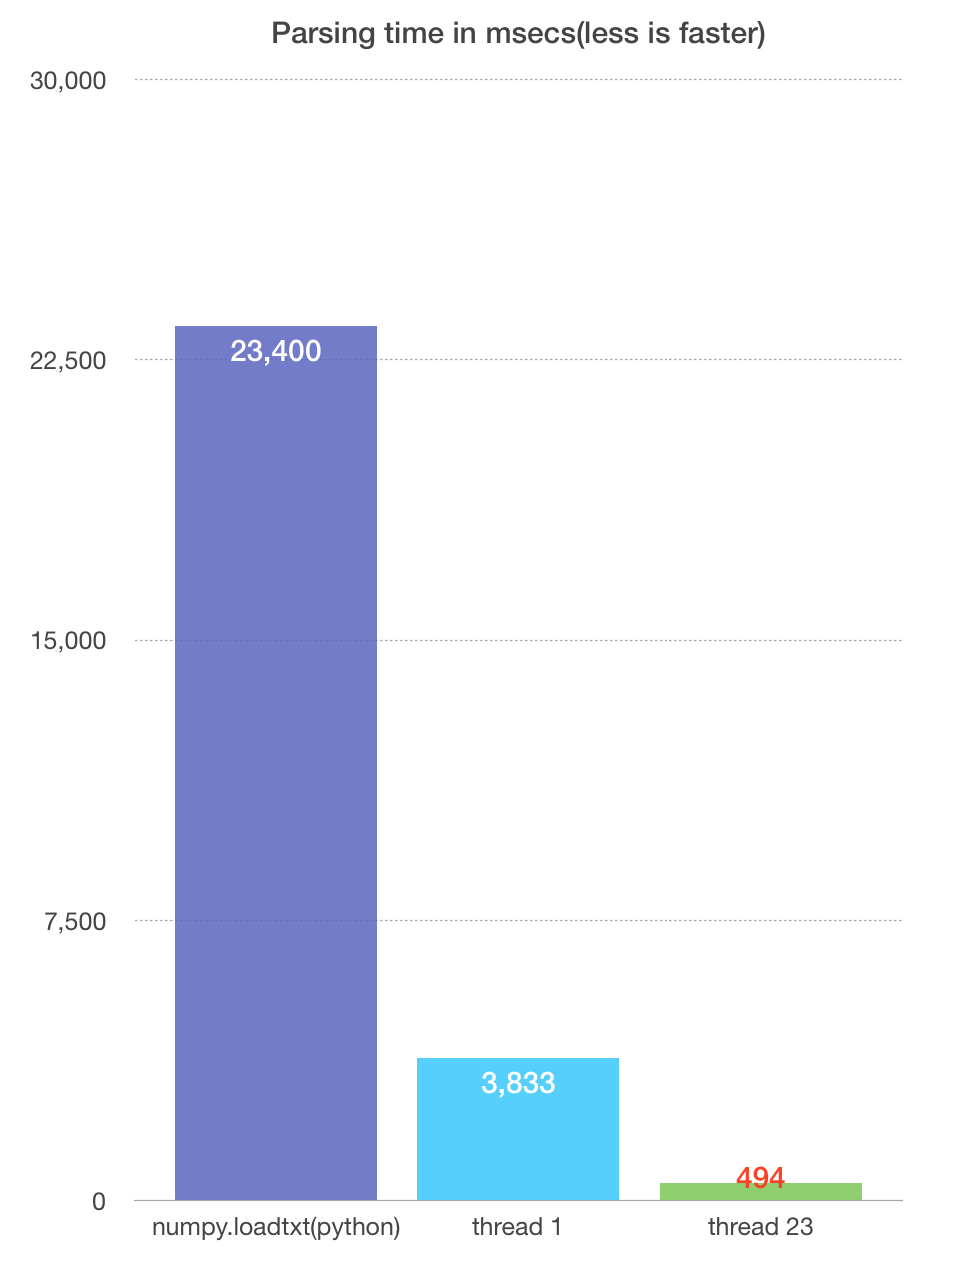 Parsing time in msecs(less is faster)
30,000
22,500
15,000
7,500
0
23,400
3,833
494
numpy.loadtxt(python)
thread 1
thread 23